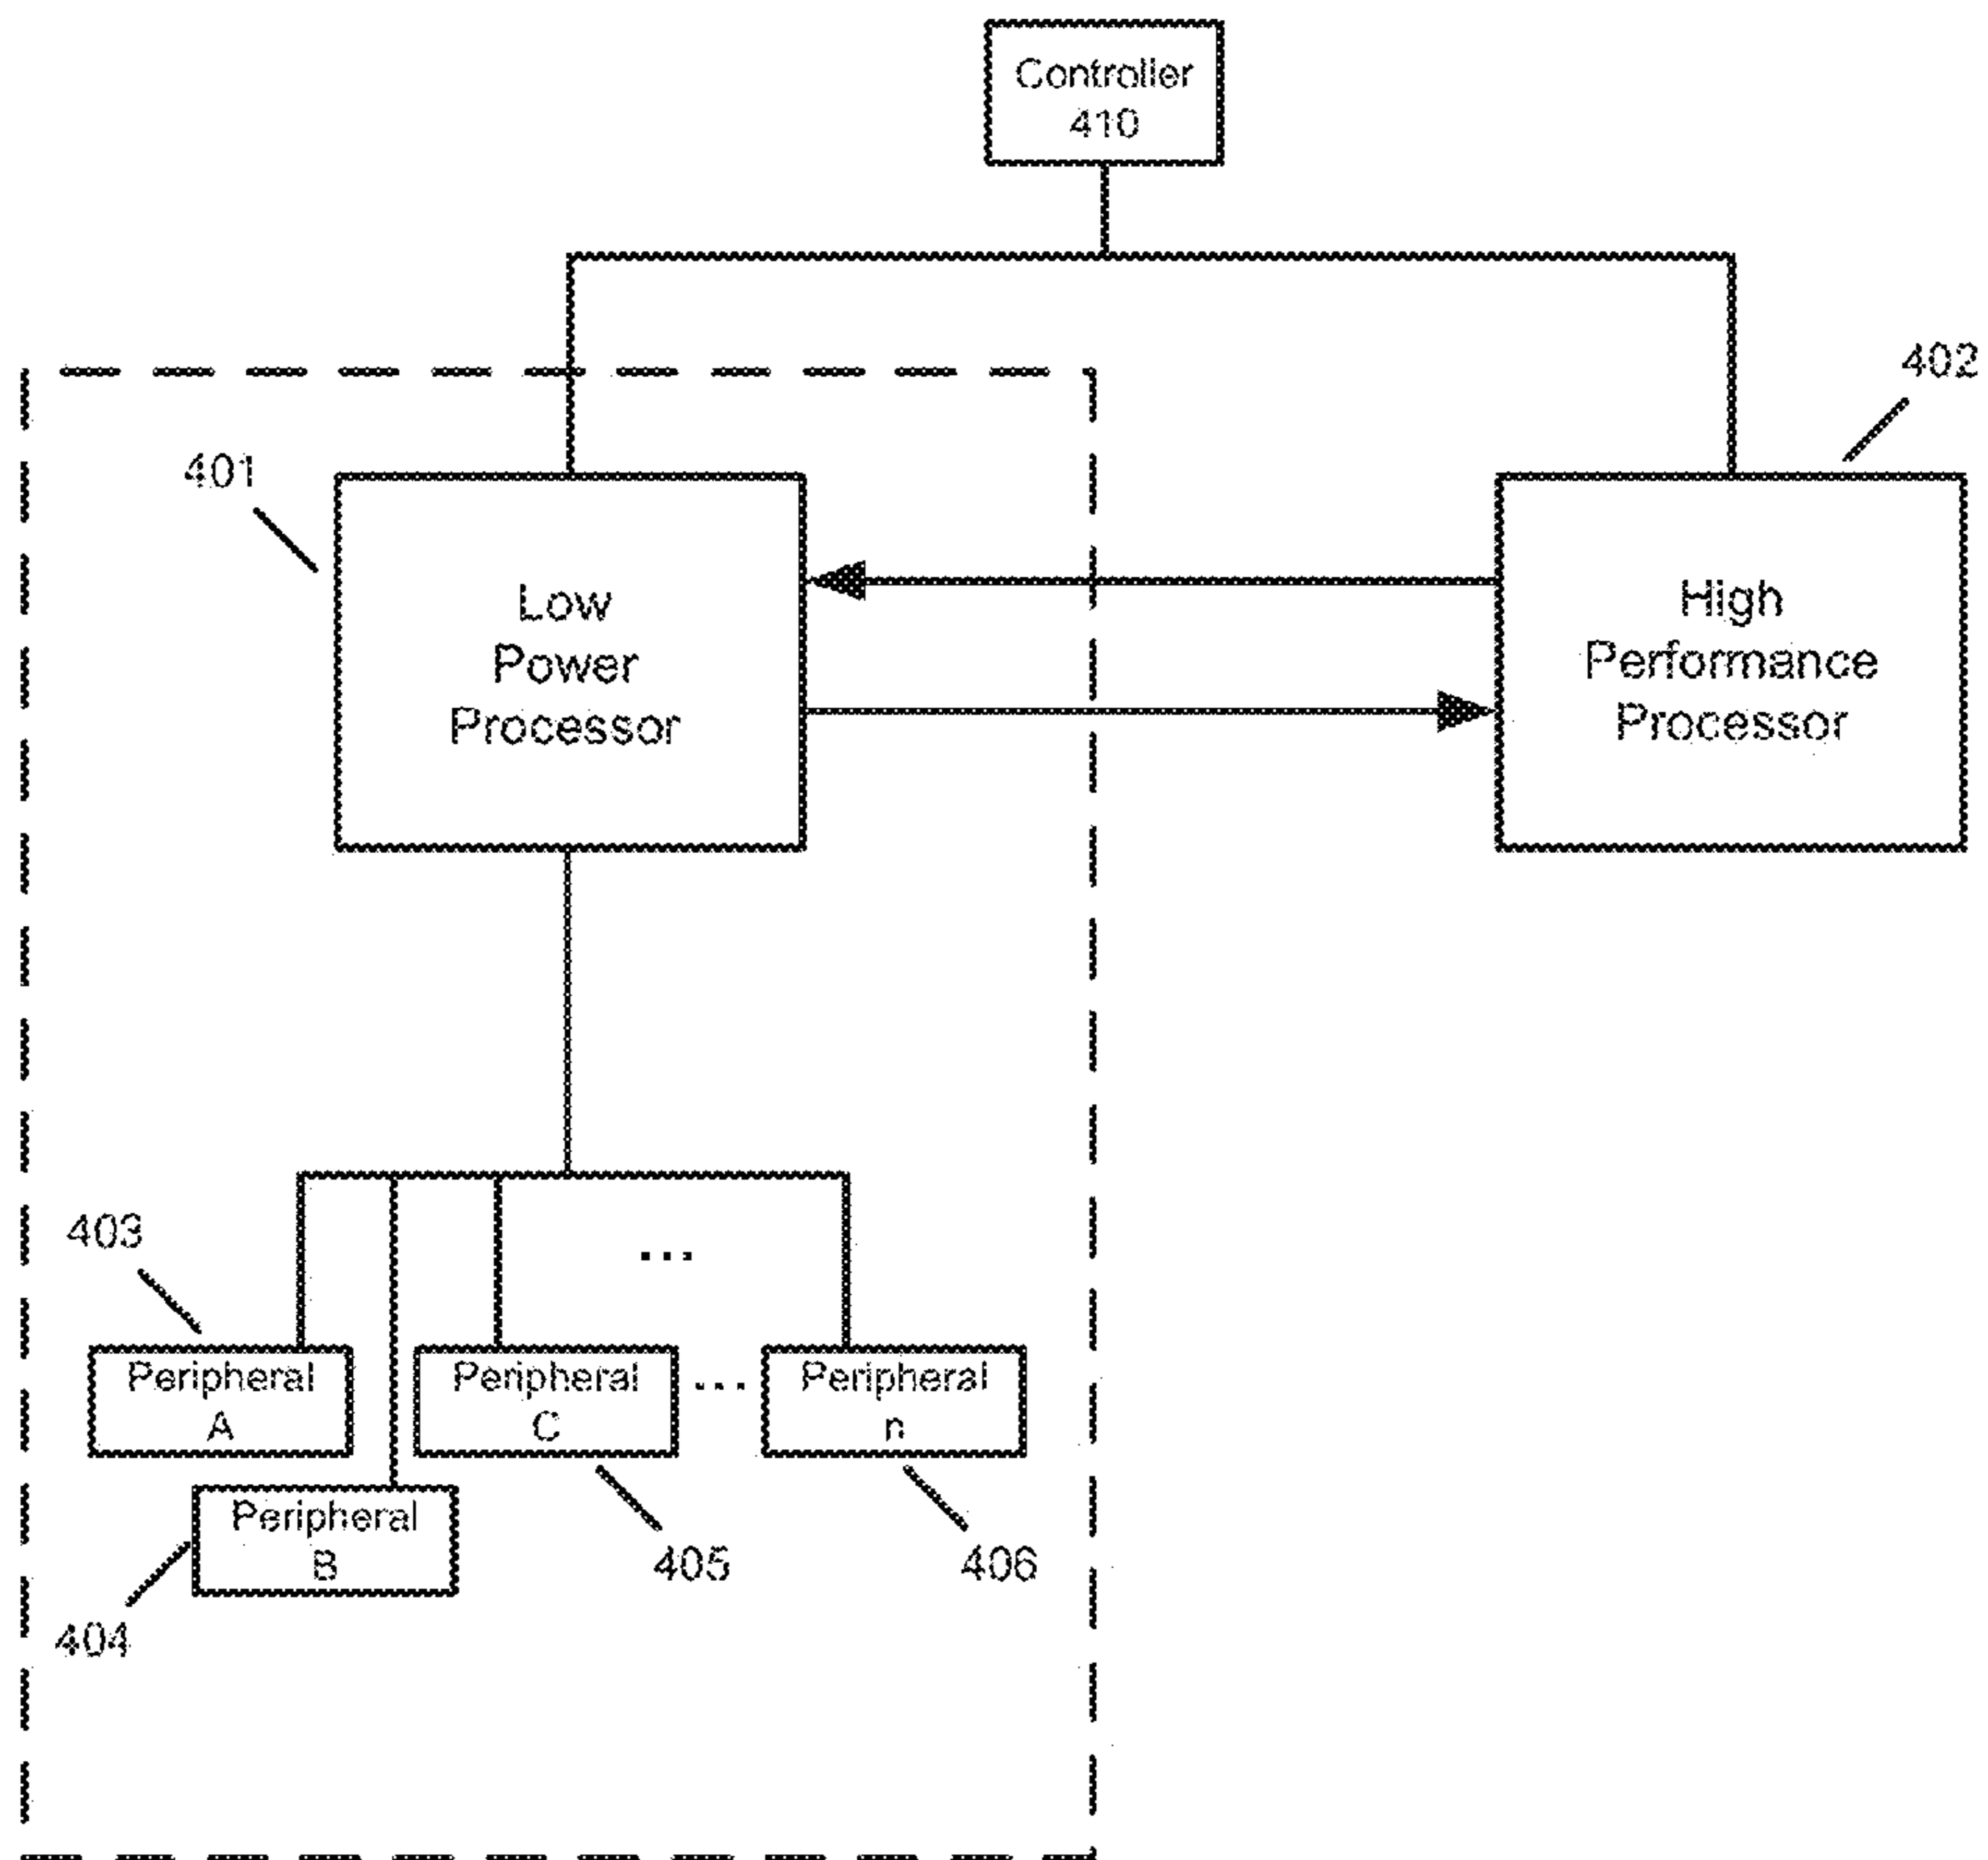 Controller
410
402
401
Low
Power
Processor
High
Performance
Processor
403
...
Peripheral
A
Peripheral
C
...
Peripheral
n
Peripheral
B
405
406
404